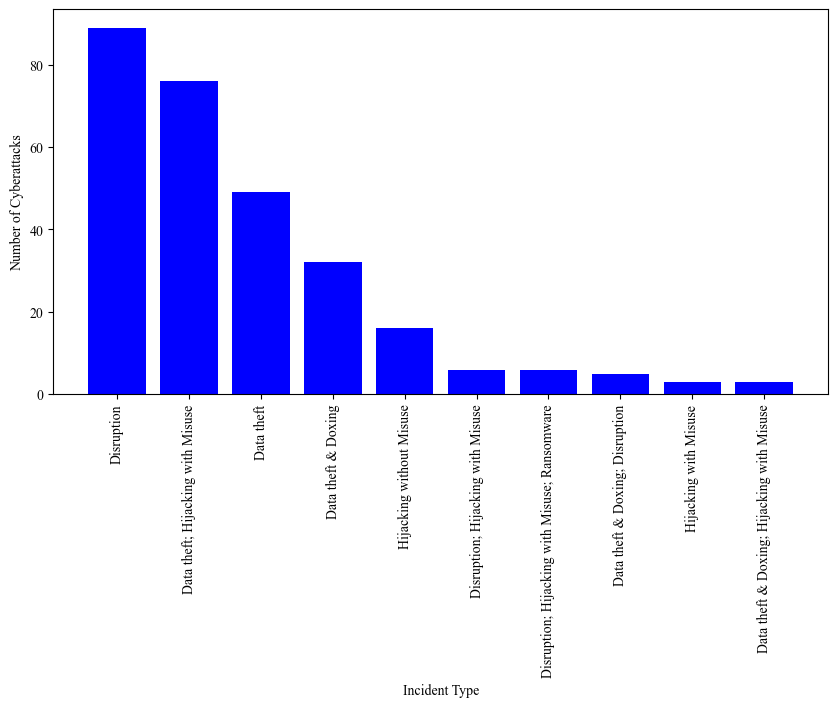 Number of Cyberattacks
80
60
40
20
0
Disruption
Data theft; Hijacking with Misuse
Data theft
Data theft & Doxing
Hijacking without Misuse
Disruption; Hijacking with Misuse
Disruption; Hijacking with Misuse; Ransomware
Data theft & Doxing; Disruption
Hijacking with Misuse
Data theft & Doxing; Hijacking with Misuse
Incident Type